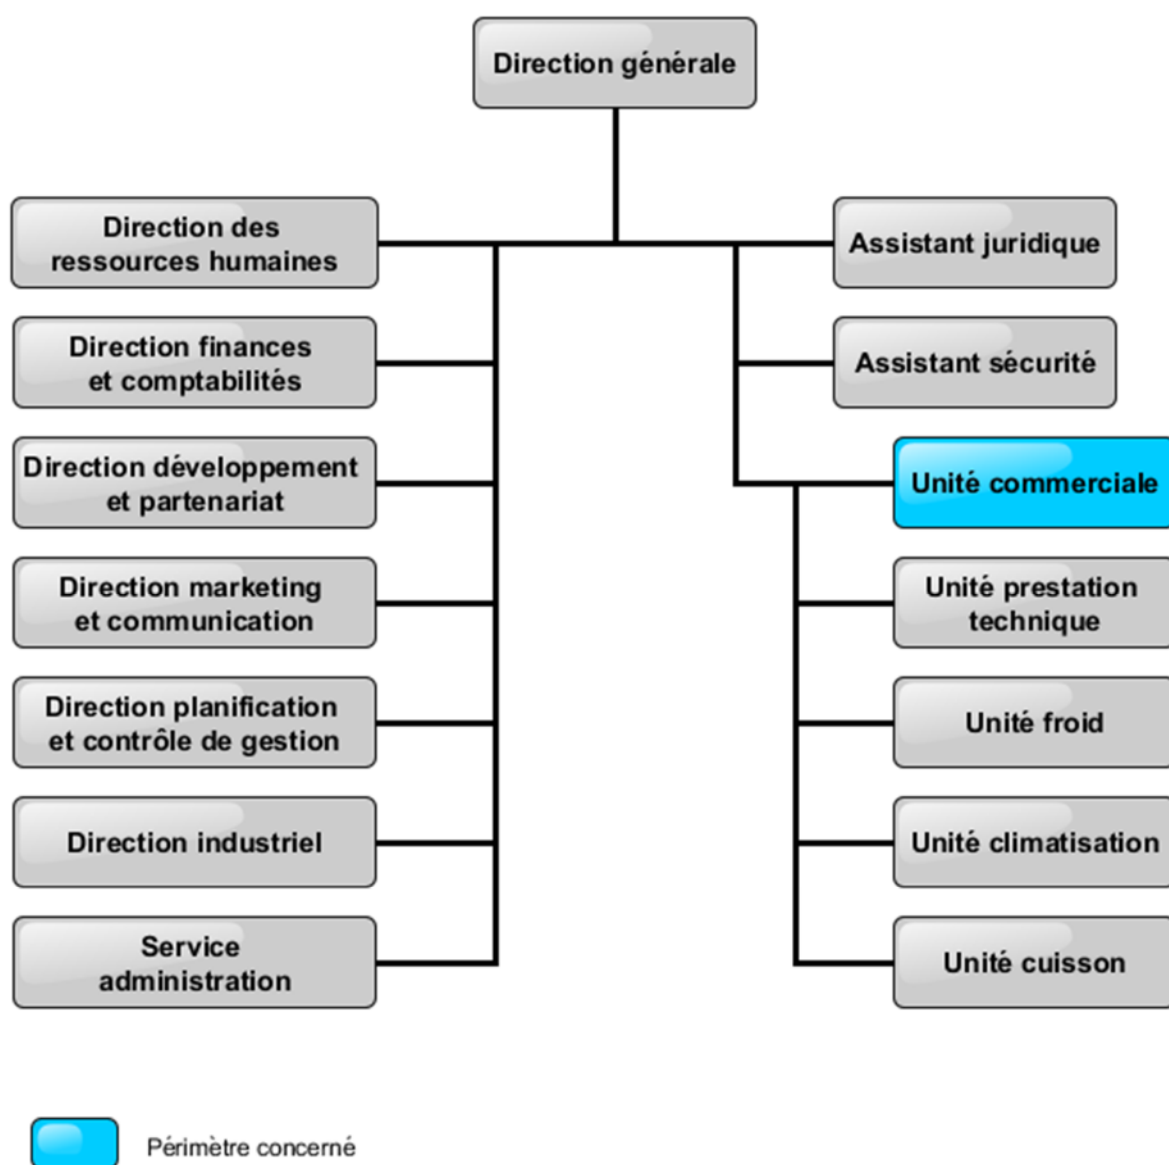 Direction générale
Direction des
ressources humaines
Assistant juridique
Direction finances
et comptabilités
Assistant sécurité
Direction développement
et partenariat
Unité commerciale
Direction marketing
et communication
Unité prestation
technique
Direction planification
et contrôle de gestion
Unité froid
Direction industriel
Unité climatisation
Service
administration
Unité cuisson
Périmètre concerné